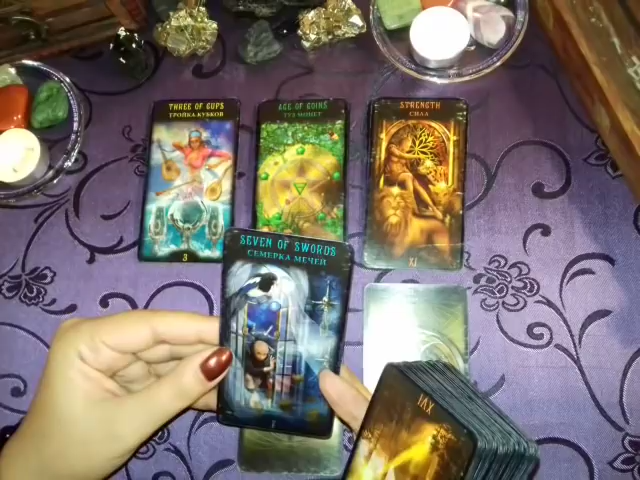 THREE OF CUPS
ТРОЙКА КУБКОВ
3
ACE OF COINS
ТУЗ МОНЕТ
STRENGTH
СИЛА
XI
SEVEN OF SWORDS
СЕМЕРКА МЕЧЕЙ
XVI